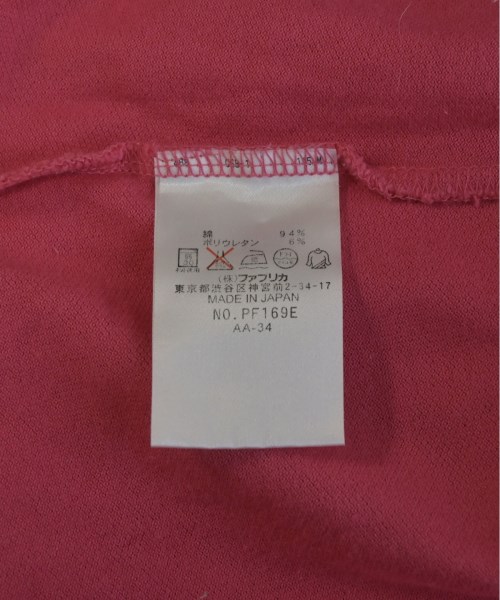 綿 94%
ポリウレタン 6%
(株)ファブリカ
東京都渋谷区神宮前2-34-17
MADE IN JAPAN
NO.PF169E
AA-34